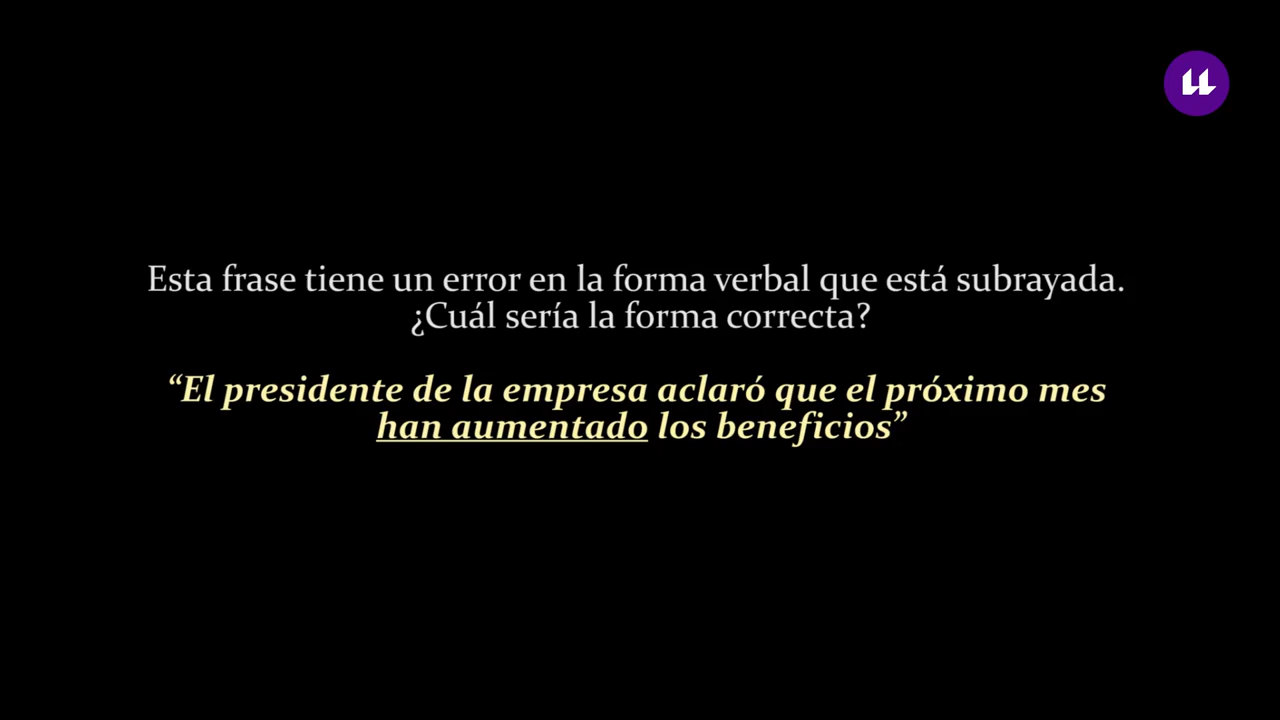 Esta frase tiene un error en la forma verbal que está subrayada.
¿Cuál sería la forma correcta?
“El presidente de la empresa aclaró que el próximo mes
han aumentado los beneficios”